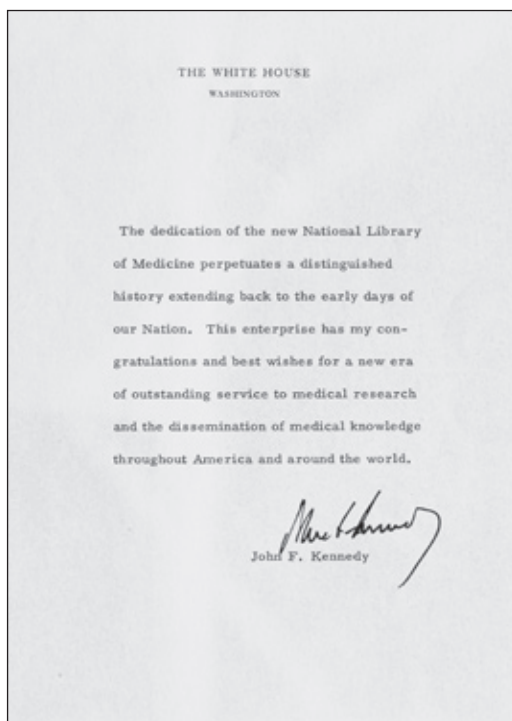 THE WHITE HOUSE
WASHINGTON
The dedication of the new National Library
of Medicine perpetuates a distinguished
history extending back to the early days of
our Nation. This enterprise has my con-
gratulations and best wishes for a new era
of outstanding service to medical research
and the dissemination of medical knowledge
throughout America and around the world.
John F. Kennedy